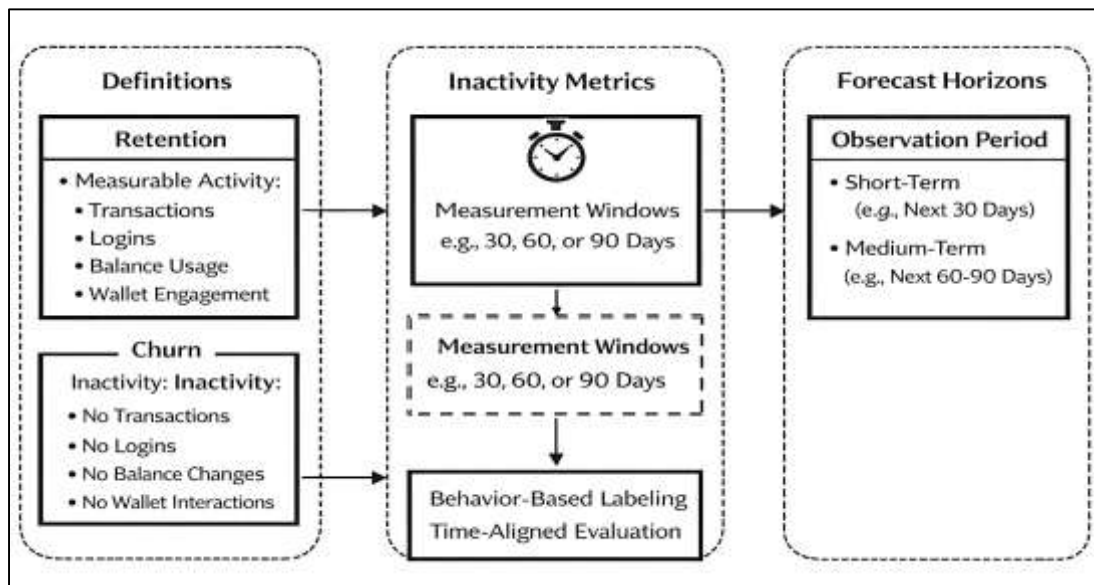 Definitions
Retention
• Measurable Activity:
• Transactions
• Logins
• Balance Usage
• Wallet Engagement
Churn
Inactivity: Inactivity:
• No Transactions
• No Logins
• No Balance Changes
• No Wallet Interactions
Inactivity Metrics
Measurement Windows
e.g., 30, 60, or 90 Days
Measurement Windows
e.g., 30, 60, or 90 Days
Behavior-Based Labeling
Time-Aligned Evaluation
Forecast Horizons
Observation Period
• Short-Term
(e.g., Next 30 Days)
• Medium-Term
(e.g., Next 60-90 Days)